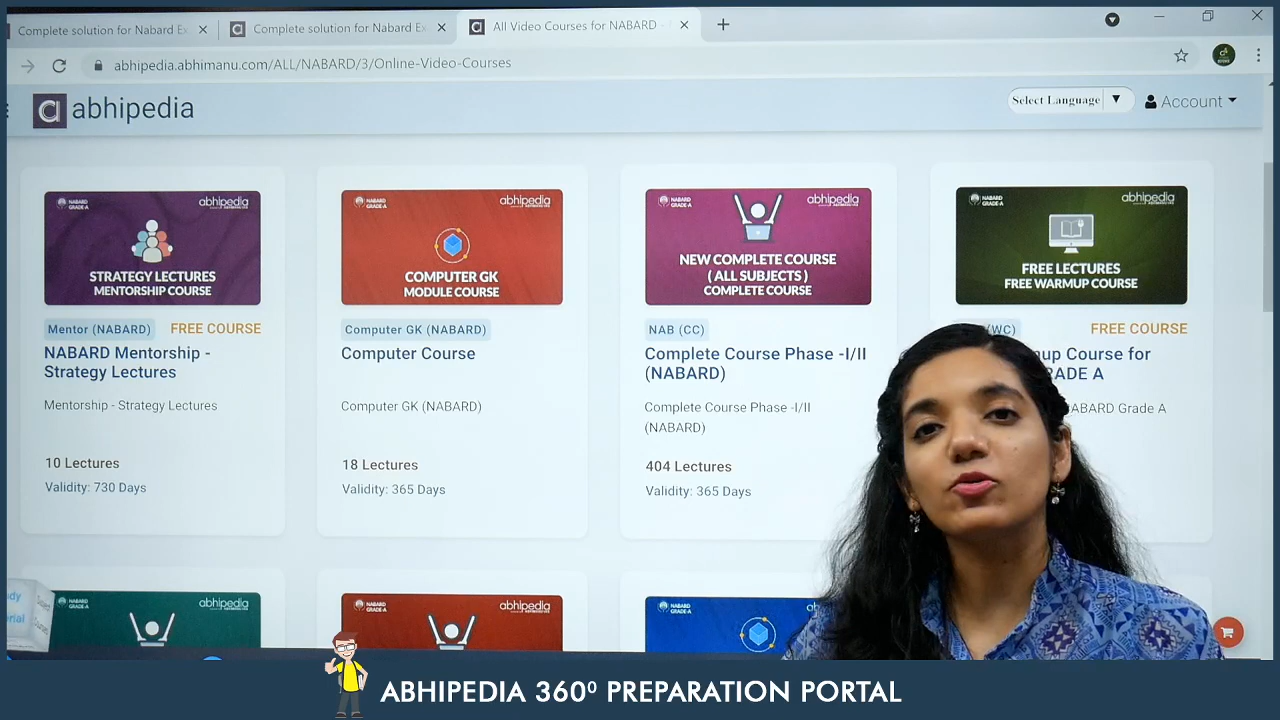 Complete solution for Nabard Ex
Complete solution for Nabard Ex
All Video Courses for NABARD -
abhipedia.abhimanu.com/ALL/NABARD/3/Online-Video-Courses
abhipedia
Select Language
Account
NABARD GRADE-A
abhipedia
STRATEGY LECTURES
MENTORSHIP COURSE
Mentor (NABARD)
FREE COURSE
NABARD Mentorship -
Strategy Lectures
Mentorship - Strategy Lectures
10 Lectures
Validity: 730 Days
NABARD GRADE-A
abhipedia
COMPUTER GK
MODULE COURSE
Computer GK (NABARD)
Computer Course
Computer GK (NABARD)
18 Lectures
Validity: 365 Days
NABARD GRADE-A
abhipedia
NEW COMPLETE COURSE
( ALL SUBJECTS )
COMPLETE COURSE
NAB (CC)
Complete Course Phase -I/II
(NABARD)
Complete Course Phase -I/II
(NABARD)
404 Lectures
Validity: 365 Days
NABARD GRADE-A
abhipedia
FREE LECTURES
FREE WARMUP COURSE
(WC)
FREE COURSE
up Course for
RADE A
ABARD Grade A
NABARD GRADE-A
abhipedia
NABARD GRADE-A
abhipedia
NABARD GRADE-A
ABHIPEDIA 360⁰ PREPARATION PORTAL